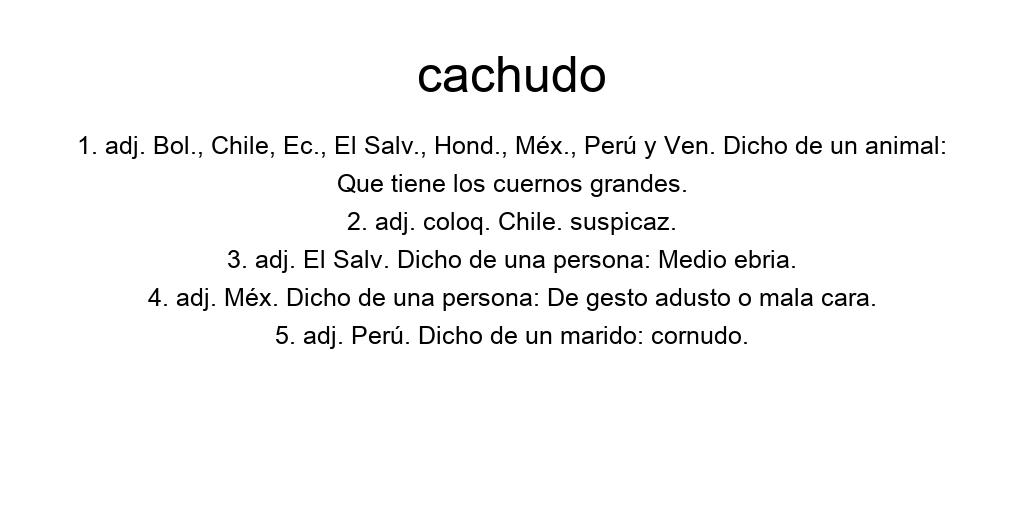 cachudo
1. adj. Bol., Chile, Ec., El Salv., Hond., Méx., Perú y Ven. Dicho de un animal:
Que tiene los cuernos grandes.
2. adj. coloq. Chile. suspicaz.
3. adj. El Salv. Dicho de una persona: Medio ebria.
4. adj. Méx. Dicho de una persona: De gesto adusto o mala cara.
5. adj. Perú. Dicho de un marido: cornudo.